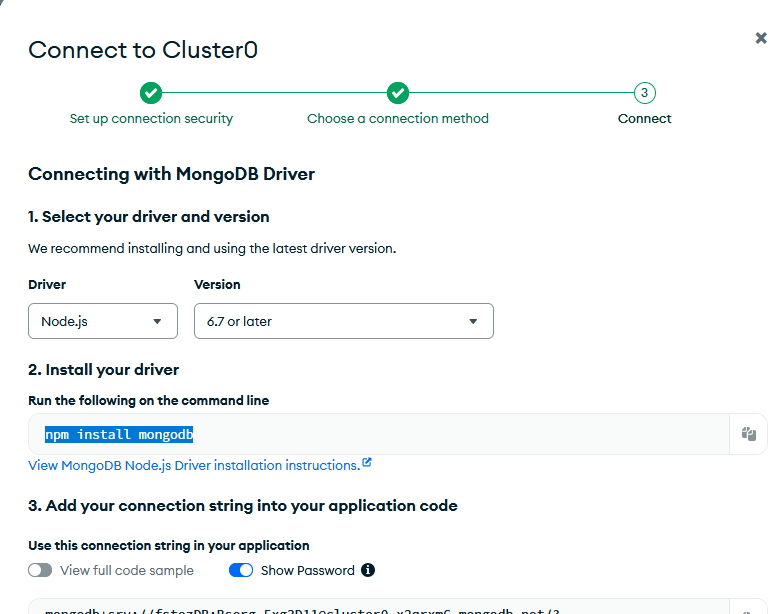 Connect to Cluster0
3
Set up connection security
Choose a connection method
Connect
Connecting with MongoDB Driver
1. Select your driver and version
We recommend installing and using the latest driver version.
Driver
Version
Node.js
6.7 or later
2. Install your driver
Run the following on the command line
npm install mongodb
View MongoDB Node.js Driver installation instructions.
3. Add your connection string into your application code
Use this connection string in your application
View full code sample
Show Password